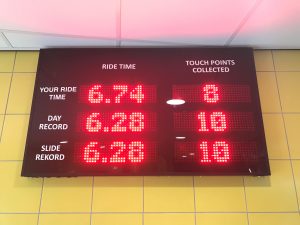 RIDE TIME TOUCH POINTS
COLLECTED
YOUR RIDE
TIME 6.74 8
DAY
RECORD 6.28 10
SLIDE
REKORD 6:28 10